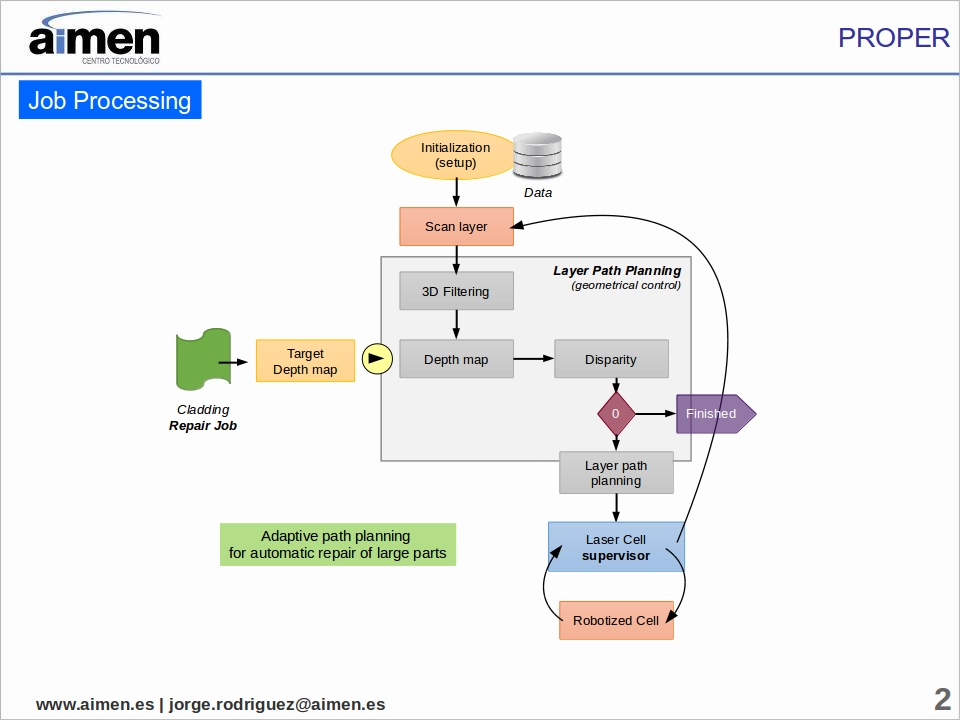 aimen
CENTRO TECNOLÓGICO
PROPER
Job Processing
Initialization
(setup)
Data
Scan layer
Layer Path Planning
(geometrical control)
3D Filtering
Target
Depth map
Depth map
Disparity
Cladding
Repair Job
0
Finished
Layer path
planning
Adaptive path planning
for automatic repair of large parts
Laser Cell
supervisor
Robotized Cell
www.aimen.es | jorge.rodriguez@aimen.es
2